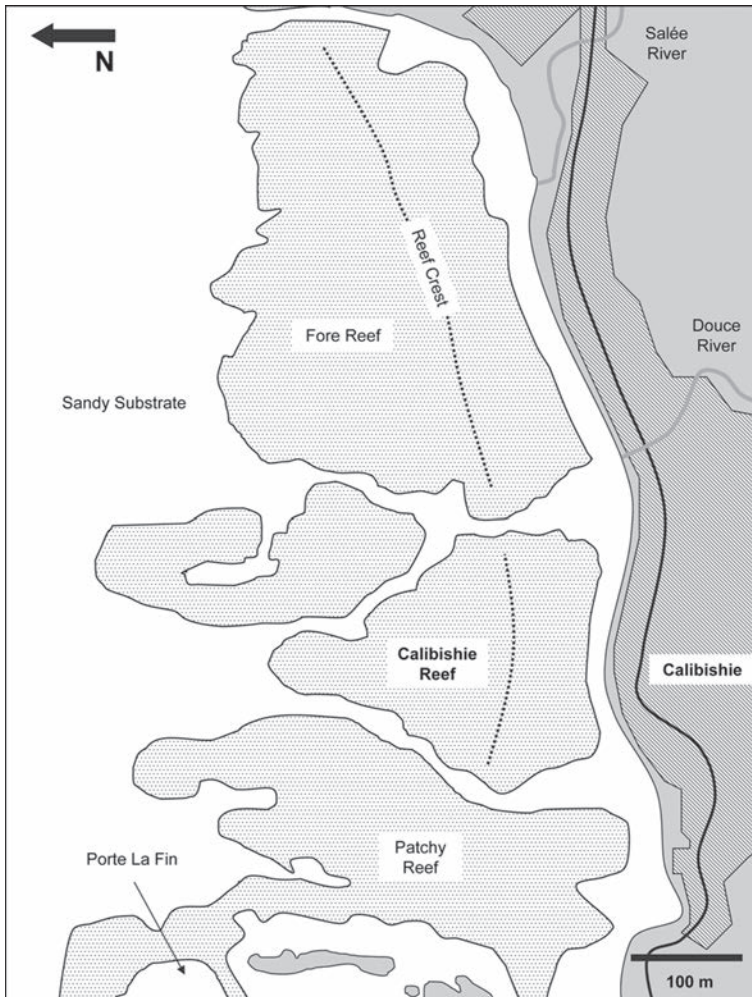 N
Salée
River
Reef Crest
Douce
River
Fore Reef
Sandy Substrate
Calibishie
Reef
Calibishie
Porte La Fin
Patchy
Reef
100 m